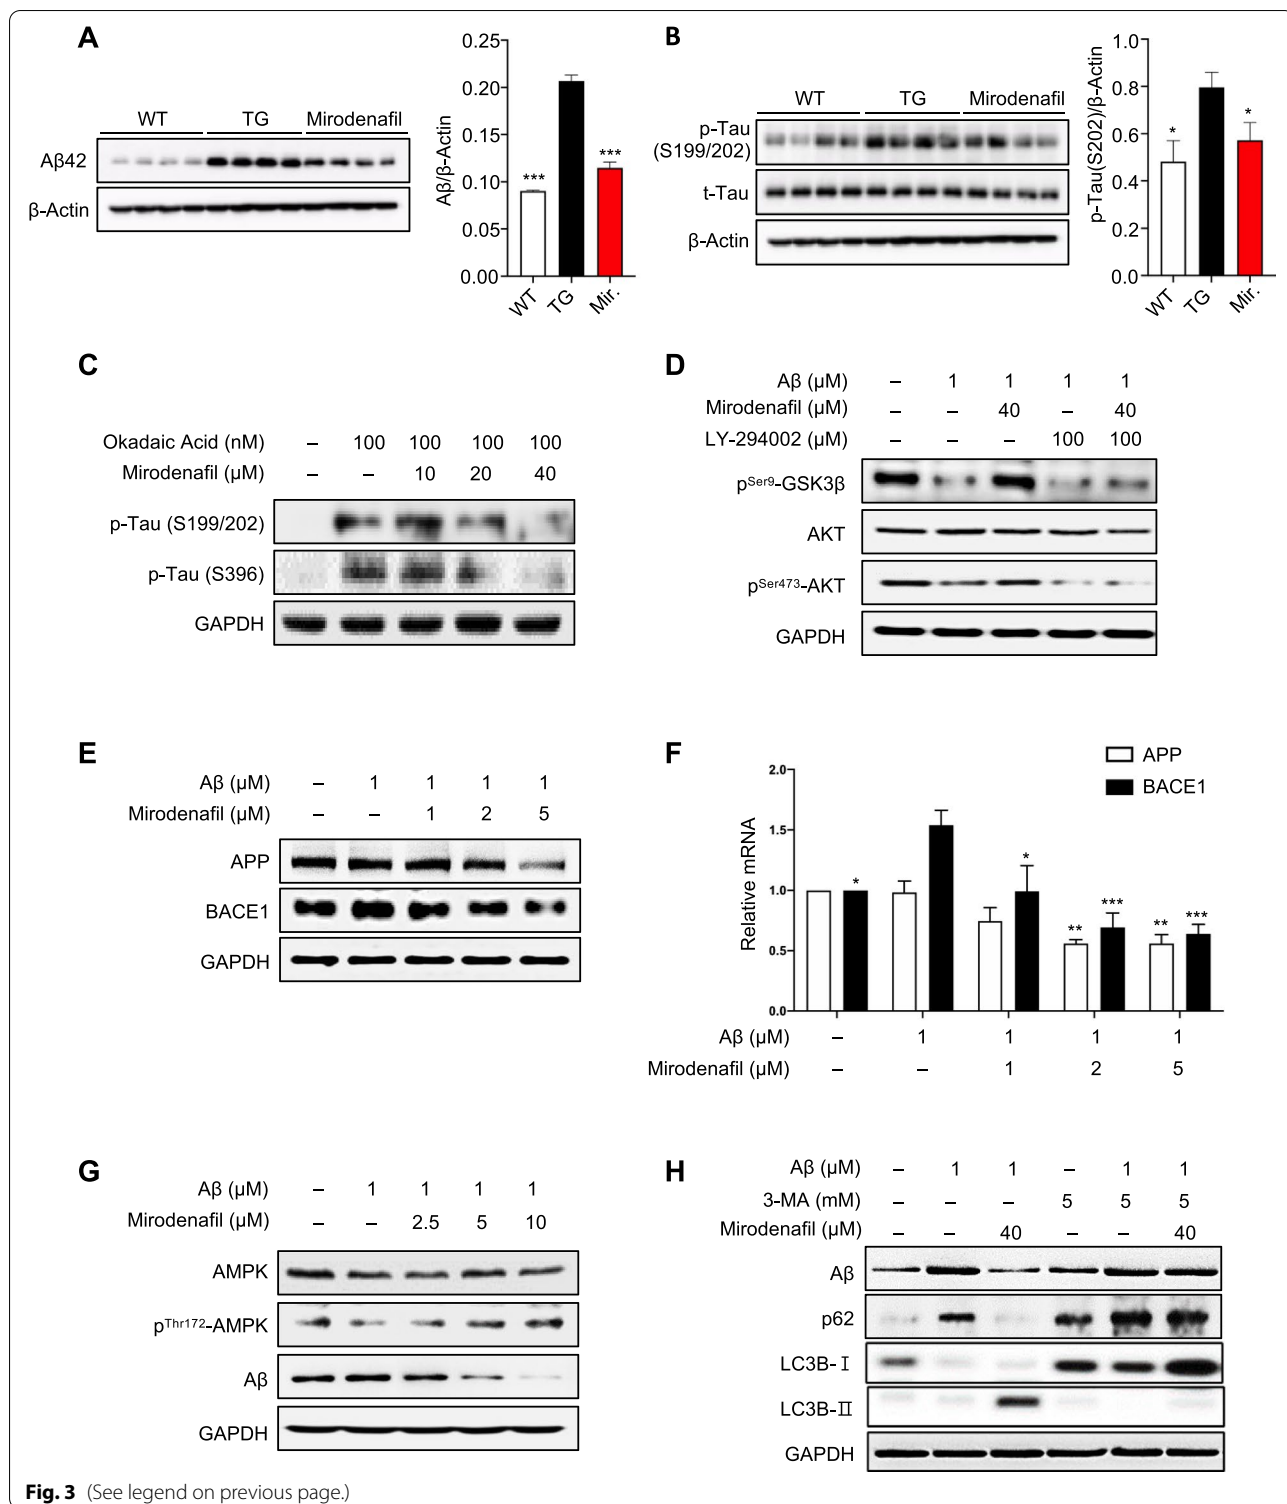 A
WT TG Mirodenafil
Aβ42
β-Actin
Aβ/β-Actin
0.25
0.20
0.15
0.10
0.05
0.00
***
***
WT TG Mir.
B
WT TG Mirodenafil
p-Tau
(S199/202)
t-Tau
β-Actin
p-Tau(S202)/β-Actin
1.0
0.8
0.6
0.4
0.2
0.0
*
*
WT TG Mir.
C
Okadaic Acid (nM) – 100 100 100 100
Mirodenafil (μM) – – 10 20 40
p-Tau (S199/202)
p-Tau (S396)
GAPDH
D
Aβ (μM) – 1 1 1 1
Mirodenafil (μM) – – 40 – 40
LY-294002 (μM) – – – 100 100
pSer9-GSK3β
AKT
pSer473-AKT
GAPDH
E
Aβ (μM) – 1 1 1 1
Mirodenafil (μM) – – 1 2 5
APP
BACE1
GAPDH
F
APP
BACE1
Relative mRNA
2.0
1.5
1.0
0.5
0.0
* * ** *** ** ***
Aβ (μM) – 1 1 1 1
Mirodenafil (μM) – – 1 2 5
G
Aβ (μM) – 1 1 1 1
Mirodenafil (μM) – – 2.5 5 10
AMPK
pThr172-AMPK
Aβ
GAPDH
H
Aβ (μM) – 1 1 – 1 1
3-MA (mM) – – – 5 5 5
Mirodenafil (μM) – – 40 – – 40
Aβ
p62
LC3B-Ⅰ
LC3B-Ⅱ
GAPDH
Fig. 3 (See legend on previous page.)